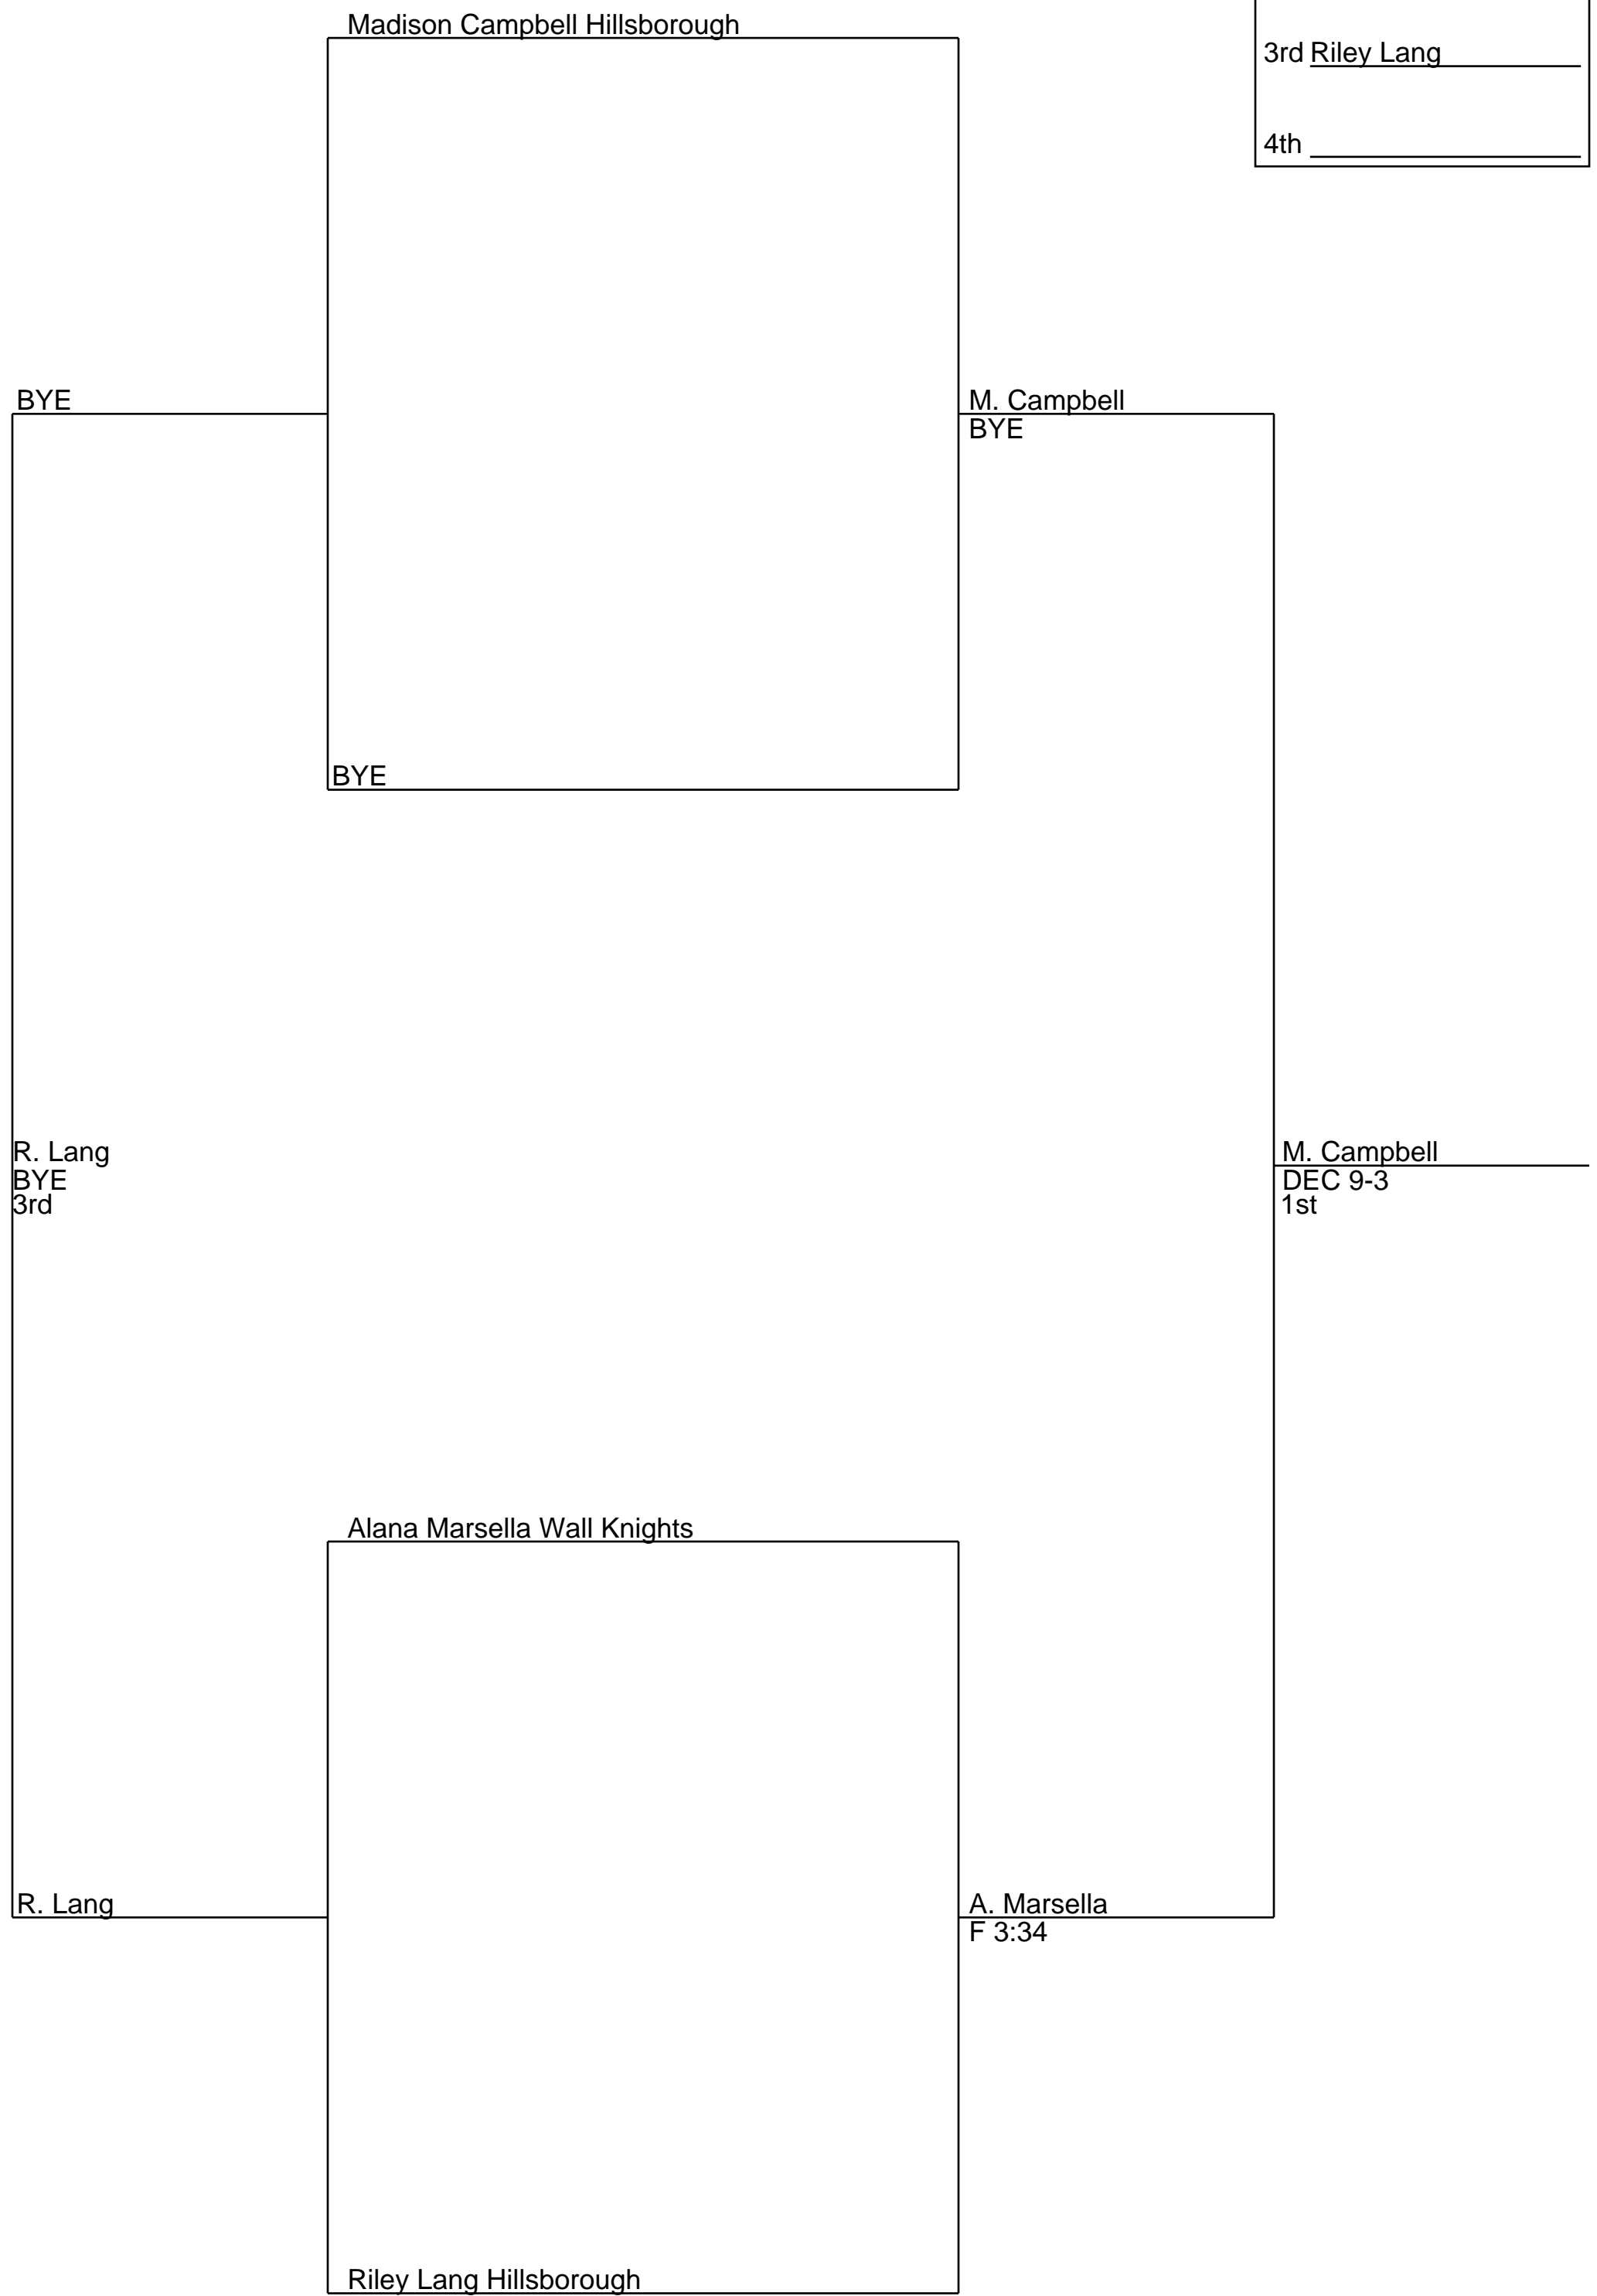 Madison Campbell Hillsborough
3rd Riley Lang
4th
BYE
M. Campbell
BYE
BYE
R. Lang
BYE
3rd
M. Campbell
DEC 9-3
1st
Alana Marsella Wall Knights
R. Lang
A. Marsella
F 3:34
Riley Lang Hillsborough